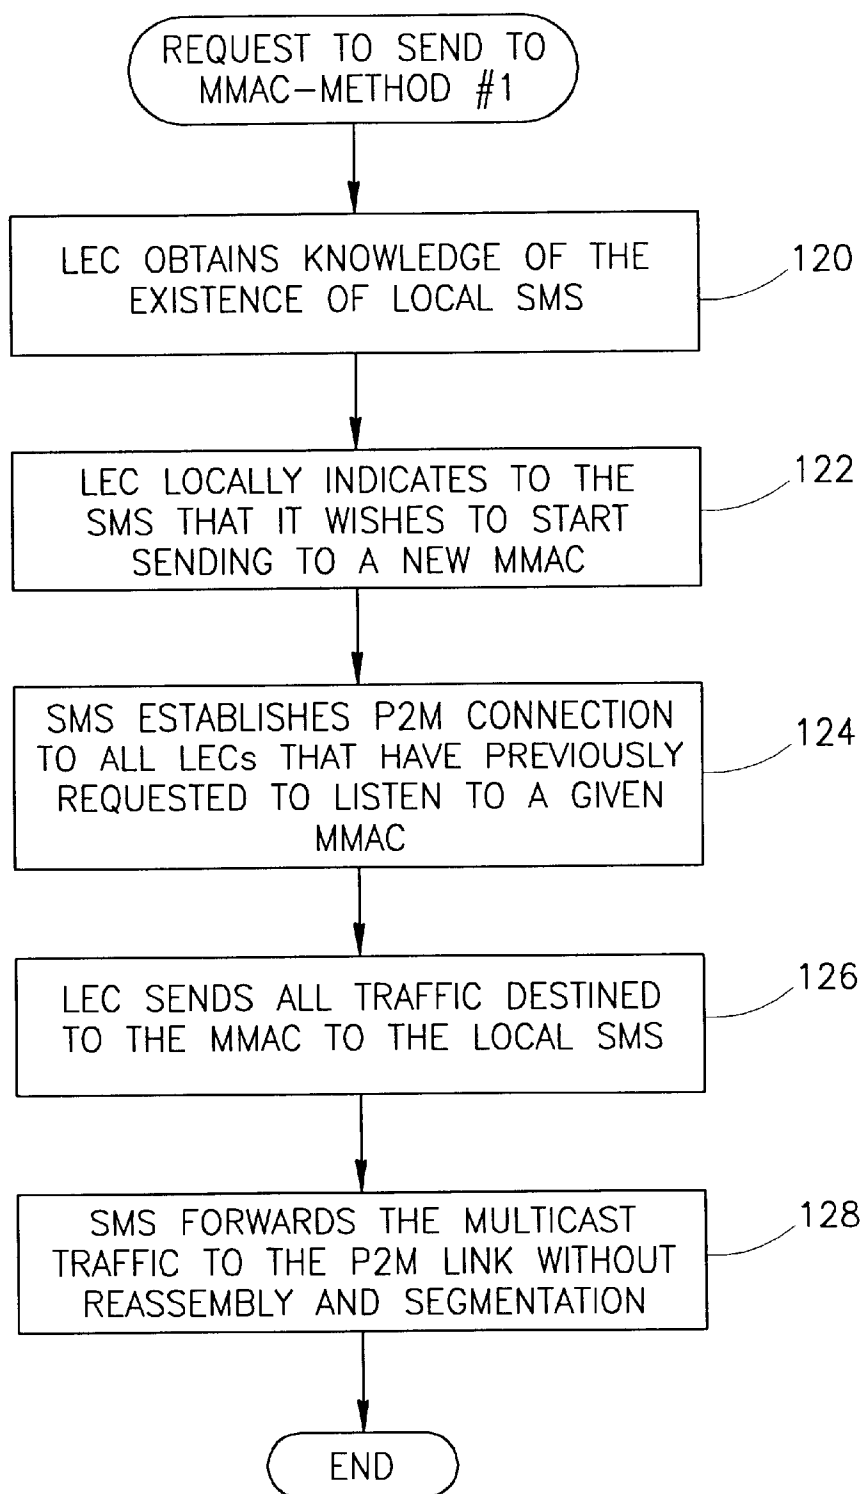 REQUEST TO SEND TO
MMAC-METHOD #1
LEC OBTAINS KNOWLEDGE OF THE
EXISTENCE OF LOCAL SMS
120
LEC LOCALLY INDICATES TO THE
SMS THAT IT WISHES TO START
SENDING TO A NEW MMAC
122
SMS ESTABLISHES P2M CONNECTION
TO ALL LECs THAT HAVE PREVIOUSLY
REQUESTED TO LISTEN TO A GIVEN
MMAC
124
LEC SENDS ALL TRAFFIC DESTINED
TO THE MMAC TO THE LOCAL SMS
126
SMS FORWARDS THE MULTICAST
TRAFFIC TO THE P2M LINK WITHOUT
REASSEMBLY AND SEGMENTATION
128
END